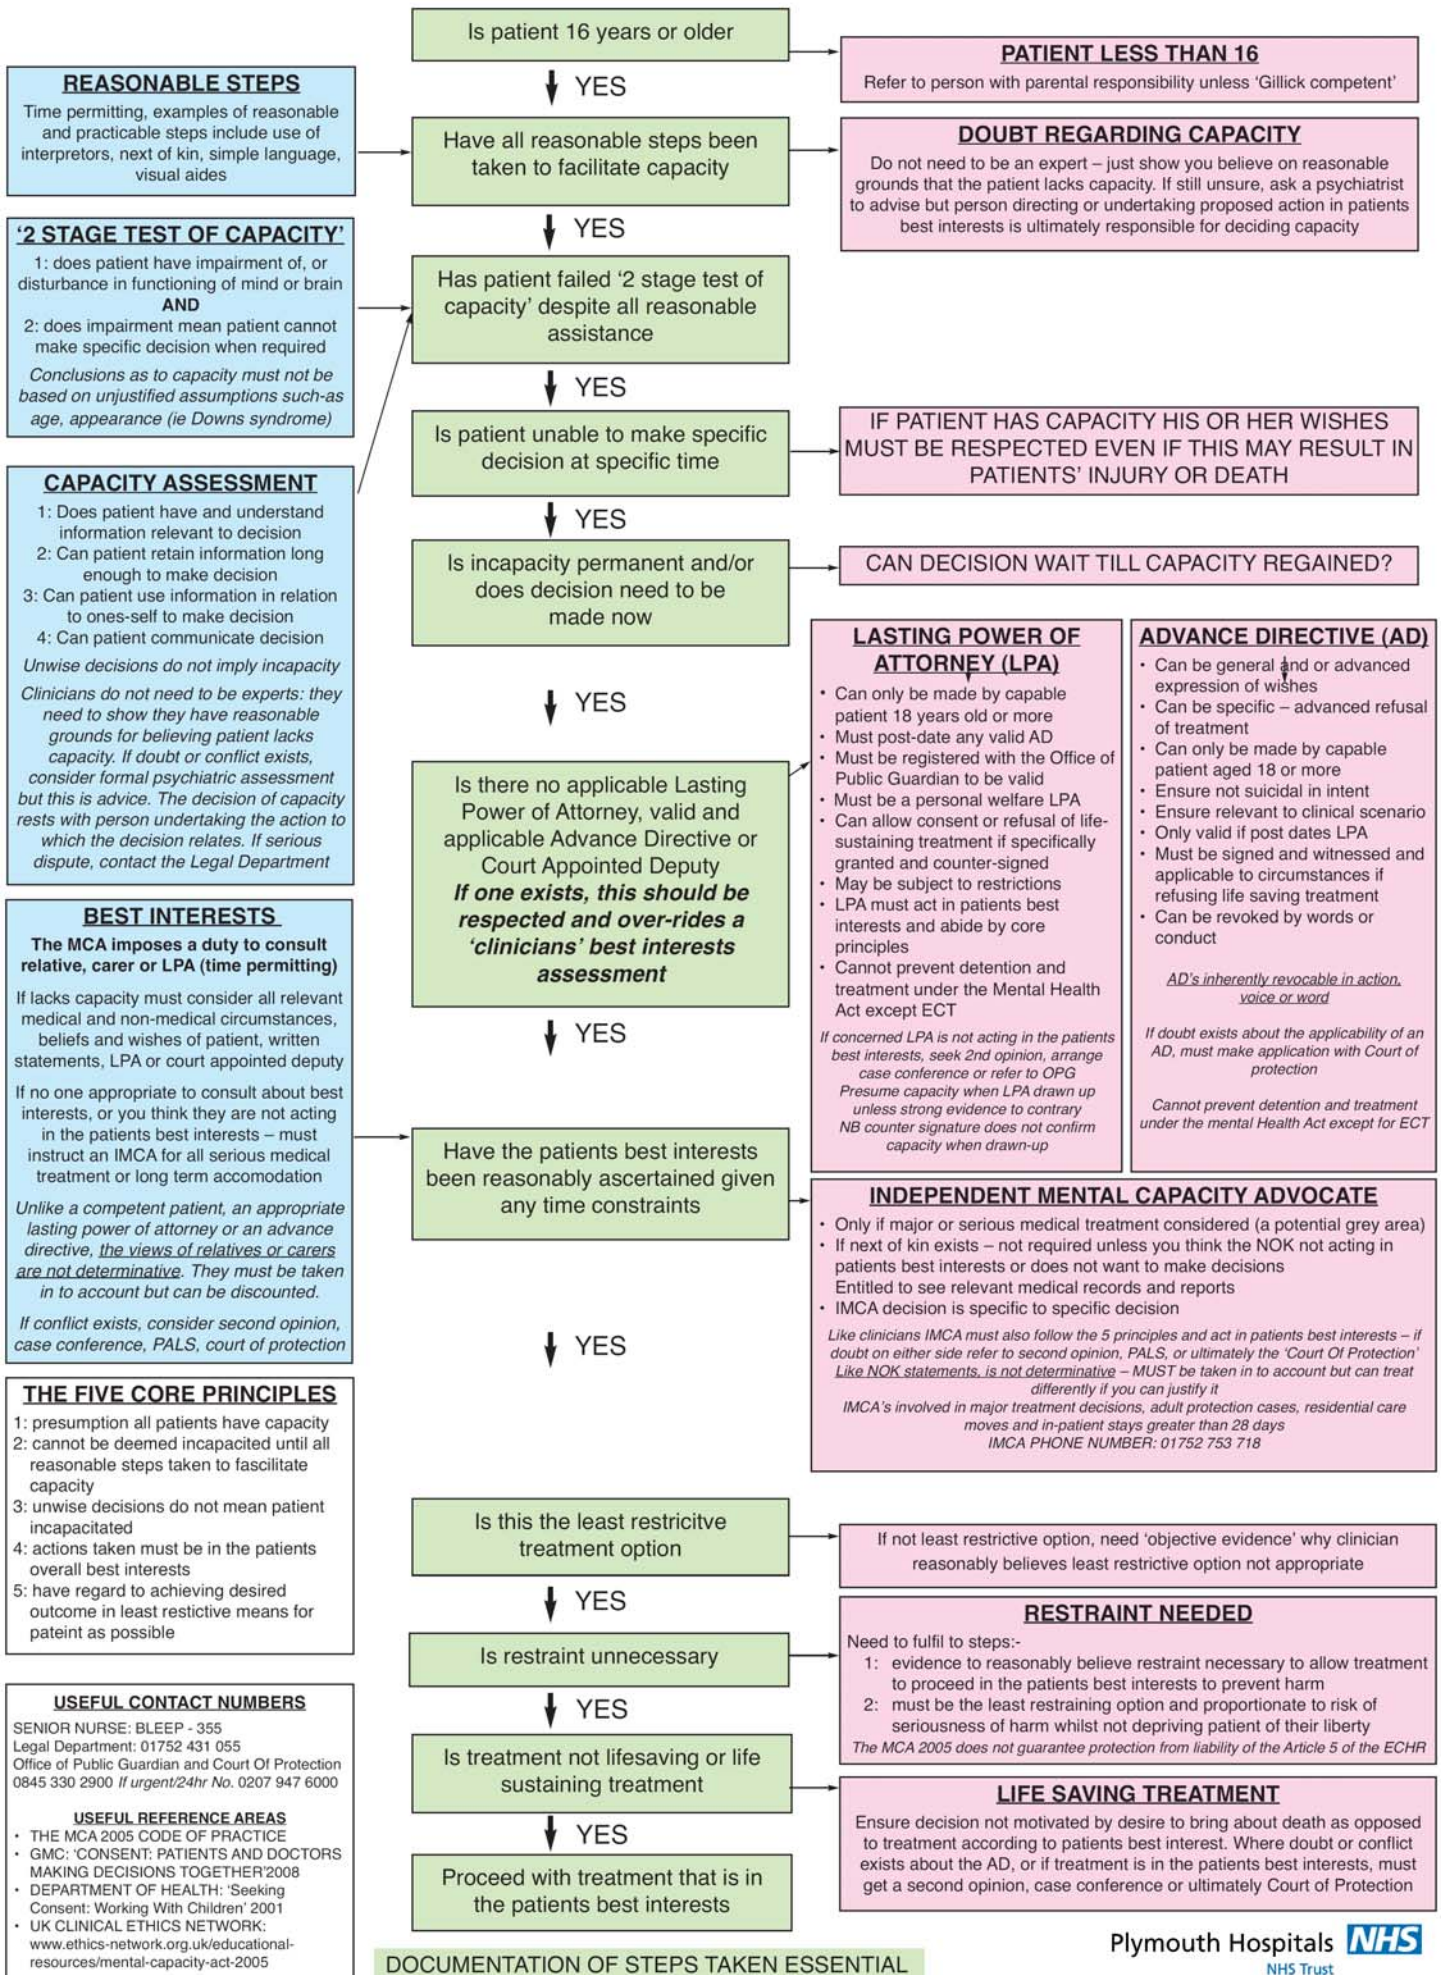 Is patient 16 years or older
YES
PATIENT LESS THAN 16
Refer to person with parental responsibility unless 'Gillick competent'
REASONABLE STEPS
Time permitting, examples of reasonable
and practicable steps include use of
interpretors, next of kin, simple language,
visual aides
Have all reasonable steps been
taken to facilitate capacity
YES
DOUBT REGARDING CAPACITY
Do not need to be an expert – just show you believe on reasonable
grounds that the patient lacks capacity. If still unsure, ask a psychiatrist
to advise but person directing or undertaking proposed action in patients
best interests is ultimately responsible for deciding capacity
'2 STAGE TEST OF CAPACITY'
1: does patient have impairment of, or
disturbance in functioning of mind or brain
AND
2: does impairment mean patient cannot
make specific decision when required
Conclusions as to capacity must not be
based on unjustified assumptions such-as
age, appearance (ie Downs syndrome)
Has patient failed '2 stage test of
capacity' despite all reasonable
assistance
YES
Is patient unable to make specific
decision at specific time
YES
IF PATIENT HAS CAPACITY HIS OR HER WISHES
MUST BE RESPECTED EVEN IF THIS MAY RESULT IN
PATIENTS' INJURY OR DEATH
CAPACITY ASSESSMENT
1: Does patient have and understand
information relevant to decision
2: Can patient retain information long
enough to make decision
3: Can patient use information in relation
to ones-self to make decision
4: Can patient communicate decision
Unwise decisions do not imply incapacity
Clinicians do not need to be experts: they
need to show they have reasonable
grounds for believing patient lacks
capacity. If doubt or conflict exists,
consider formal psychiatric assessment
but this is advice. The decision of capacity
rests with person undertaking the action to
which the decision relates. If serious
dispute, contact the Legal Department
Is incapacity permanent and/or
does decision need to be
made now
YES
CAN DECISION WAIT TILL CAPACITY REGAINED?
Is there no applicable Lasting
Power of Attorney, valid and
applicable Advance Directive or
Court Appointed Deputy
If one exists, this should be
respected and over-rides a
'clinicians' best interests
assessment
YES
LASTING POWER OF
ATTORNEY (LPA)
• Can only be made by capable
patient 18 years old or more
• Must post-date any valid AD
• Must be registered with the Office of
Public Guardian to be valid
• Must be a personal welfare LPA
• Can allow consent or refusal of life-
sustaining treatment if specifically
granted and counter-signed
• May be subject to restrictions
• LPA must act in patients best
interests and abide by core
principles
• Cannot prevent detention and
treatment under the Mental Health
Act except ECT
If concerned LPA is not acting in the patients
best interests, seek 2nd opinion, arrange
case conference or refer to OPG
Presume capacity when LPA drawn up
unless strong evidence to contrary
NB counter signature does not confirm
capacity when drawn-up
ADVANCE DIRECTIVE (AD)
• Can be general and or advanced
expression of wishes
• Can be specific – advanced refusal
of treatment
• Can only be made by capable
patient aged 18 or more
• Ensure not suicidal in intent
• Ensure relevant to clinical scenario
• Only valid if post dates LPA
• Must be signed and witnessed and
applicable to circumstances if
refusing life saving treatment
• Can be revoked by words or
conduct
AD's inherently revocable in action,
voice or word
If doubt exists about the applicability of an
AD, must make application with Court of
protection
Cannot prevent detention and treatment
under the mental Health Act except for ECT
BEST INTERESTS
The MCA imposes a duty to consult
relative, carer or LPA (time permitting)
If lacks capacity must consider all relevant
medical and non-medical circumstances,
beliefs and wishes of patient, written
statements, LPA or court appointed deputy
If no one appropriate to consult about best
interests, or you think they are not acting
in the patients best interests – must
instruct an IMCA for all serious medical
treatment or long term accomodation
Unlike a competent patient, an appropriate
lasting power of attorney or an advance
directive, the views of relatives or carers
are not determinative. They must be taken
in to account but can be discounted.
If conflict exists, consider second opinion,
case conference, PALS, court of protection
Have the patients best interests
been reasonably ascertained given
any time constraints
YES
INDEPENDENT MENTAL CAPACITY ADVOCATE
• Only if major or serious medical treatment considered (a potential grey area)
• If next of kin exists – not required unless you think the NOK not acting in
patients best interests or does not want to make decisions
Entitled to see relevant medical records and reports
• IMCA decision is specific to specific decision
Like clinicians IMCA must also follow the 5 principles and act in patients best interests – if
doubt on either side refer to second opinion, PALS, or ultimately the 'Court Of Protection'
Like NOK statements, is not determinative – MUST be taken in to account but can treat
differently if you can justify it
IMCA's involved in major treatment decisions, adult protection cases, residential care
moves and in-patient stays greater than 28 days
IMCA PHONE NUMBER: 01752 753 718
THE FIVE CORE PRINCIPLES
1: presumption all patients have capacity
2: cannot be deemed incapacited until all
reasonable steps taken to fascilitate
capacity
3: unwise decisions do not mean patient
incapacitated
4: actions taken must be in the patients
overall best interests
5: have regard to achieving desired
outcome in least restictive means for
pateint as possible
Is this the least restricitve
treatment option
YES
If not least restrictive option, need 'objective evidence' why clinician
reasonably believes least restrictive option not appropriate
Is restraint unnecessary
YES
RESTRAINT NEEDED
Need to fulfil to steps:-
1: evidence to reasonably believe restraint necessary to allow treatment
to proceed in the patients best interests to prevent harm
2: must be the least restraining option and proportionate to risk of
seriousness of harm whilst not depriving patient of their liberty
The MCA 2005 does not guarantee protection from liability of the Article 5 of the ECHR
USEFUL CONTACT NUMBERS
SENIOR NURSE: BLEEP - 355
Legal Department: 01752 431 055
Office of Public Guardian and Court Of Protection
0845 330 2900 If urgent/24hr No. 0207 947 6000
USEFUL REFERENCE AREAS
• THE MCA 2005 CODE OF PRACTICE
• GMC: 'CONSENT: PATIENTS AND DOCTORS
MAKING DECISIONS TOGETHER'2008
• DEPARTMENT OF HEALTH: 'Seeking
Consent: Working With Children' 2001
• UK CLINICAL ETHICS NETWORK:
www.ethics-network.org.uk/educational-
resources/mental-capacity-act-2005
Is treatment not lifesaving or life
sustaining treatment
YES
LIFE SAVING TREATMENT
Ensure decision not motivated by desire to bring about death as opposed
to treatment according to patients best interest. Where doubt or conflict
exists about the AD, or if treatment is in the patients best interests, must
get a second opinion, case conference or ultimately Court of Protection
Proceed with treatment that is in
the patients best interests
DOCUMENTATION OF STEPS TAKEN ESSENTIAL
Plymouth Hospitals NHS
NHS Trust